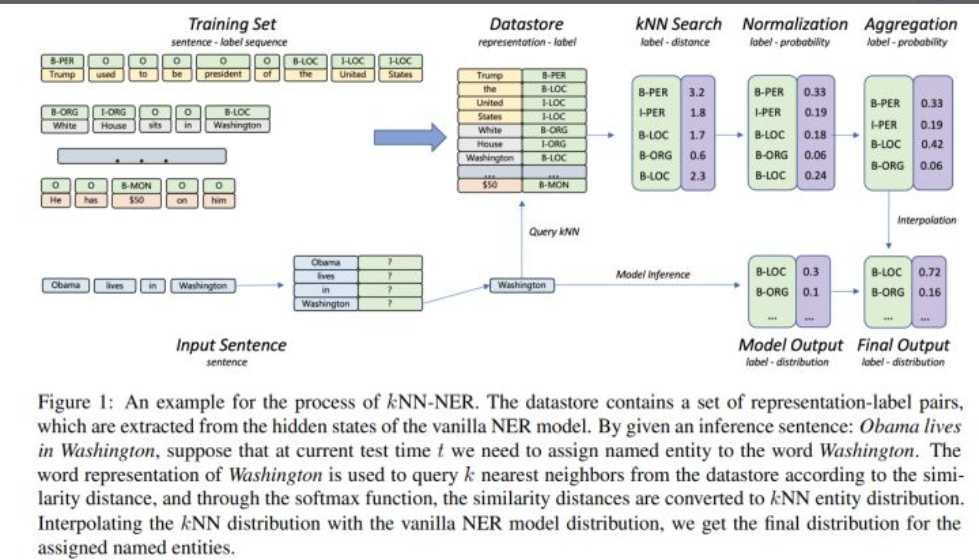 Training Set
sentence - label sequence
B-PER O O O O O B-LOC I-LOC I-LOC
Trump used to be president of the United States
B-ORG I-ORG O O B-LOC
White House sits in Washington
. . .
O O B-MON O O
He has $50 on him
Datastore
representation - label
Trump B-PER
the B-LOC
United I-LOC
States I-LOC
White B-ORG
House I-ORG
Washington B-LOC
... ...
$50 B-MON
kNN Search
label - distance
B-PER 3.2
I-PER 1.8
B-LOC 1.7
B-ORG 0.6
B-LOC 2.3
Normalization
label - probability
B-PER 0.33
I-PER 0.19
B-LOC 0.18
B-ORG 0.06
B-LOC 0.24
Aggregation
label - probability
B-PER 0.33
I-PER 0.19
B-LOC 0.42
B-ORG 0.06
Query kNN
Interpolation
Obama lives in Washington
Obama ?
lives ?
in ?
Washington ?
Washington
Model Inference
B-LOC 0.3
B-ORG 0.1
... ...
B-LOC 0.72
B-ORG 0.16
... ...
Input Sentence
sentence
Model Output
label - distribution
Final Output
label - distribution
Figure 1: An example for the process of kNN-NER. The datastore contains a set of representation-label pairs,
which are extracted from the hidden states of the vanilla NER model. By given an inference sentence: Obama lives
in Washington, suppose that at current test time t we need to assign named entity to the word Washington. The
word representation of Washington is used to query k nearest neighbors from the datastore according to the simi-
larity distance, and through the softmax function, the similarity distances are converted to kNN entity distribution.
Interpolating the kNN distribution with the vanilla NER model distribution, we get the final distribution for the
assigned named entities.